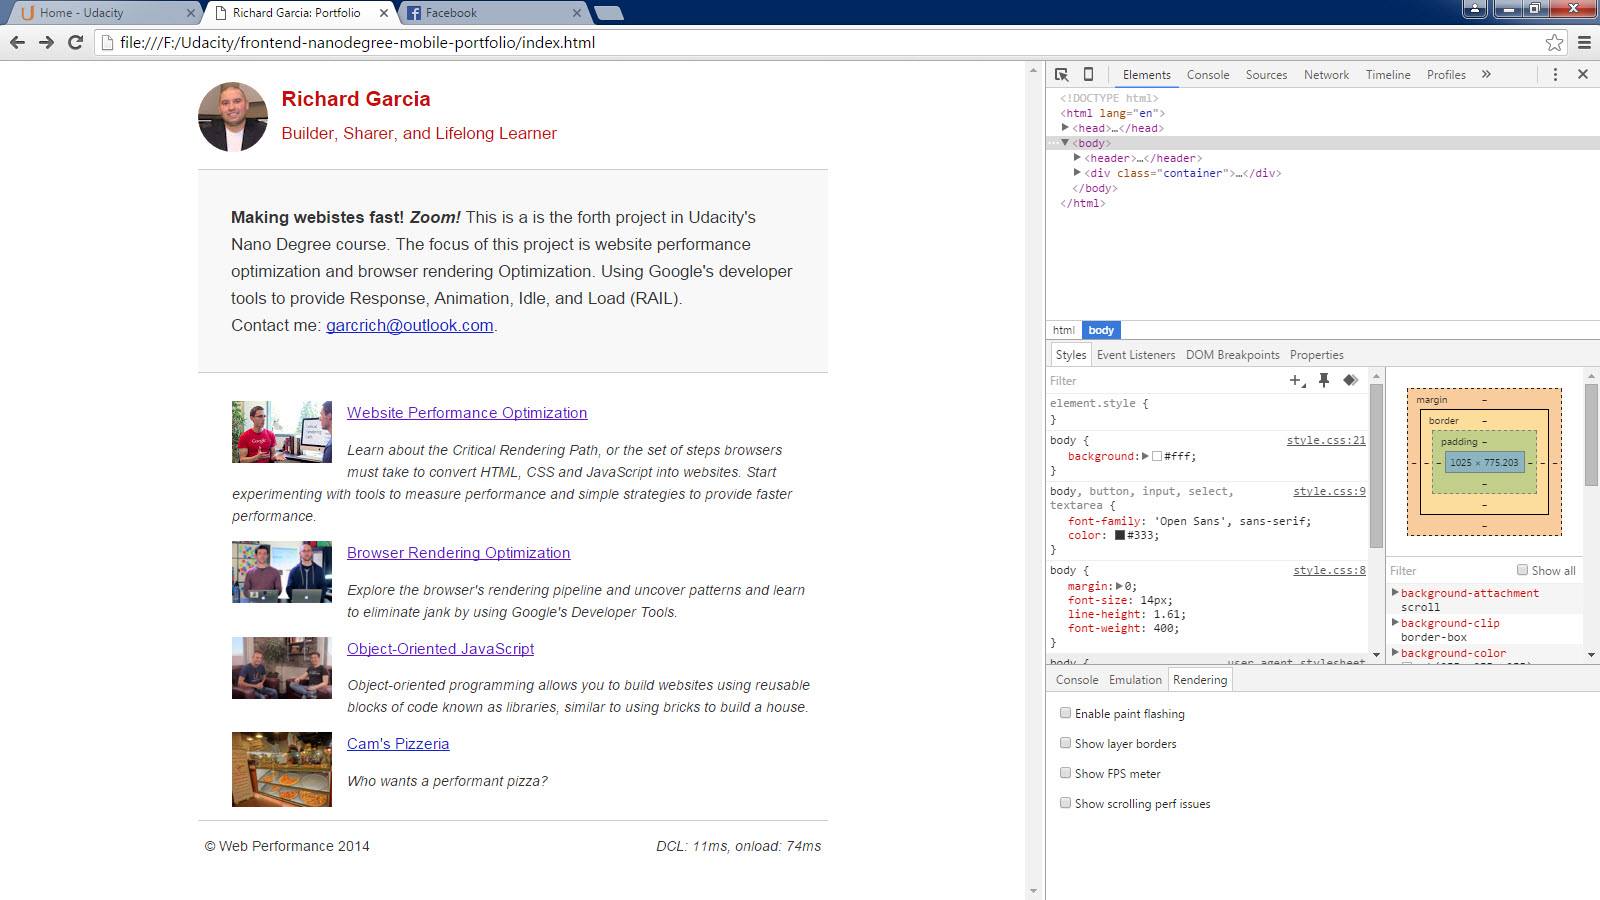 Home - Udacity
Richard Garcia: Portfolio
Facebook
file:///F:/Udacity/frontend-nanodegree-mobile-portfolio/index.html
Richard Garcia
Builder, Sharer, and Lifelong Learner
Making webistes fast! Zoom! This is a is the forth project in Udacity's
Nano Degree course. The focus of this project is website performance
optimization and browser rendering Optimization. Using Google's developer
tools to provide Response, Animation, Idle, and Load (RAIL).
Contact me: garcrich@outlook.com.
Website Performance Optimization
Learn about the Critical Rendering Path, or the set of steps browsers
must take to convert HTML, CSS and JavaScript into websites. Start
experimenting with tools to measure performance and simple strategies to provide faster
performance.
Browser Rendering Optimization
Explore the browser's rendering pipeline and uncover patterns and learn
to eliminate jank by using Google's Developer Tools.
Object-Oriented JavaScript
Object-oriented programming allows you to build websites using reusable
blocks of code known as libraries, similar to using bricks to build a house.
Cam's Pizzeria
Who wants a performant pizza?
© Web Performance 2014
DCL: 11ms, onload: 74ms
Elements Console Sources Network Timeline Profiles »
<!DOCTYPE html>
<html lang="en">
<head>…</head>
<body>
<header>…</header>
<div class="container">…</div>
</body>
</html>
html body
Styles Event Listeners DOM Breakpoints Properties
Filter
element.style {
}
body { style.css:21
background: #fff;
}
body, button, input, select, style.css:9
textarea {
font-family: 'Open Sans', sans-serif;
color: #333;
}
body { style.css:8
margin: 0;
font-size: 14px;
line-height: 1.61;
font-weight: 400;
}
body { user agent stylesheet
margin –
border –
padding –
1025 × 775.203
–
–
–
Filter
Show all
background-attachment
scroll
background-clip
border-box
background-color
Console Emulation Rendering
Enable paint flashing
Show layer borders
Show FPS meter
Show scrolling perf issues